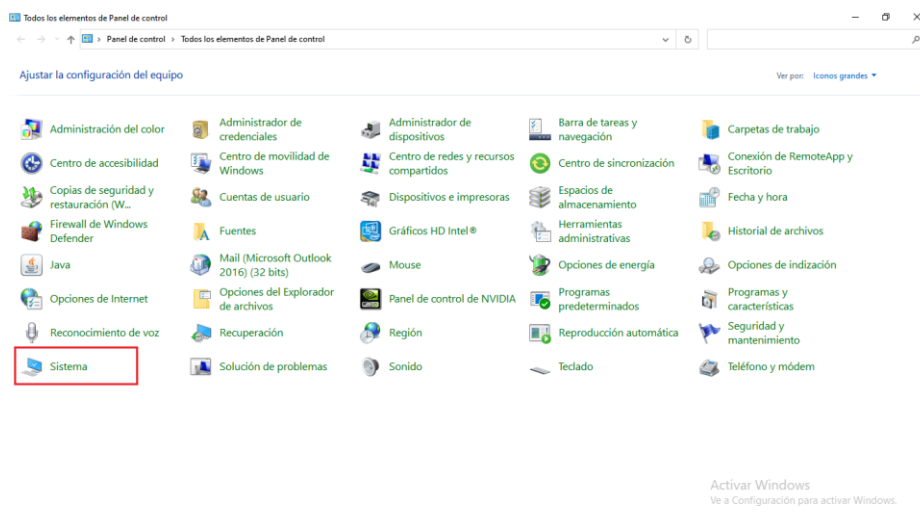 Todos los elementos de Panel de control
Panel de control > Todos los elementos de Panel de control
Ajustar la configuración del equipo
Ver por: Iconos grandes
Administración del color
Administrador de
credenciales
Administrador de
dispositivos
Barra de tareas y
navegación
Carpetas de trabajo
Centro de accesibilidad
Centro de movilidad de
Windows
Centro de redes y recursos
compartidos
Centro de sincronización
Conexión de RemoteApp y
Escritorio
Copias de seguridad y
restauración (W...
Cuentas de usuario
Dispositivos e impresoras
Espacios de
almacenamiento
Fecha y hora
Firewall de Windows
Defender
Fuentes
Gráficos HD Intel®
Herramientas
administrativas
Historial de archivos
Java
Mail (Microsoft Outlook
2016) (32 bits)
Mouse
Opciones de energía
Opciones de indización
Opciones de Internet
Opciones del Explorador
de archivos
Panel de control de NVIDIA
Programas
predeterminados
Programas y
características
Reconocimiento de voz
Recuperación
Región
Reproducción automática
Seguridad y
mantenimiento
Sistema
Solución de problemas
Sonido
Teclado
Teléfono y módem
Activar Windows
Ve a Configuración para activar Windows.